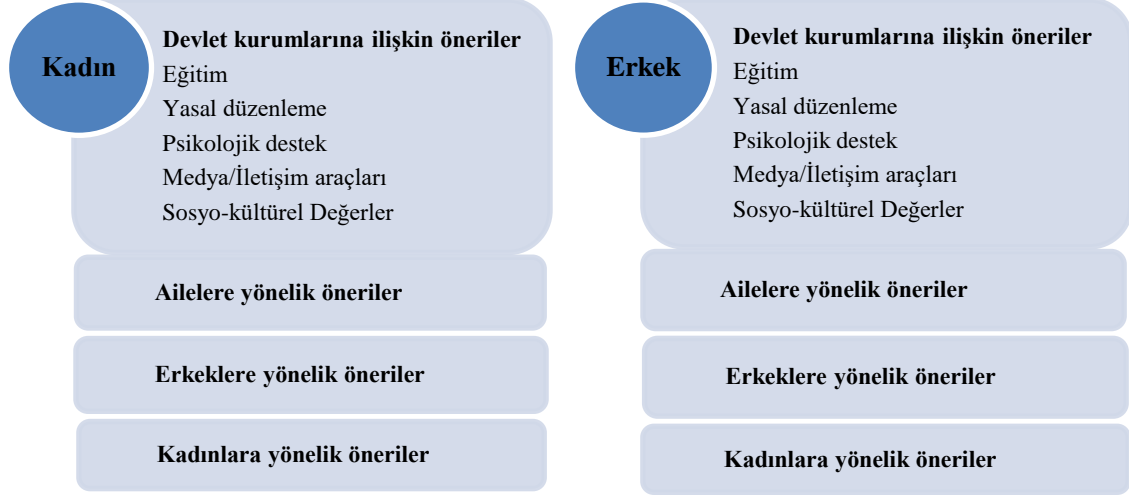 Kadın
Devlet kurumlarına ilişkin öneriler
Eğitim
Yasal düzenleme
Psikolojik destek
Medya/İletişim araçları
Sosyo-kültürel Değerler
Ailelere yönelik öneriler
Erkeklere yönelik öneriler
Kadınlara yönelik öneriler
Erkek
Devlet kurumlarına ilişkin öneriler
Eğitim
Yasal düzenleme
Psikolojik destek
Medya/İletişim araçları
Sosyo-kültürel Değerler
Ailelere yönelik öneriler
Erkeklere yönelik öneriler
Kadınlara yönelik öneriler